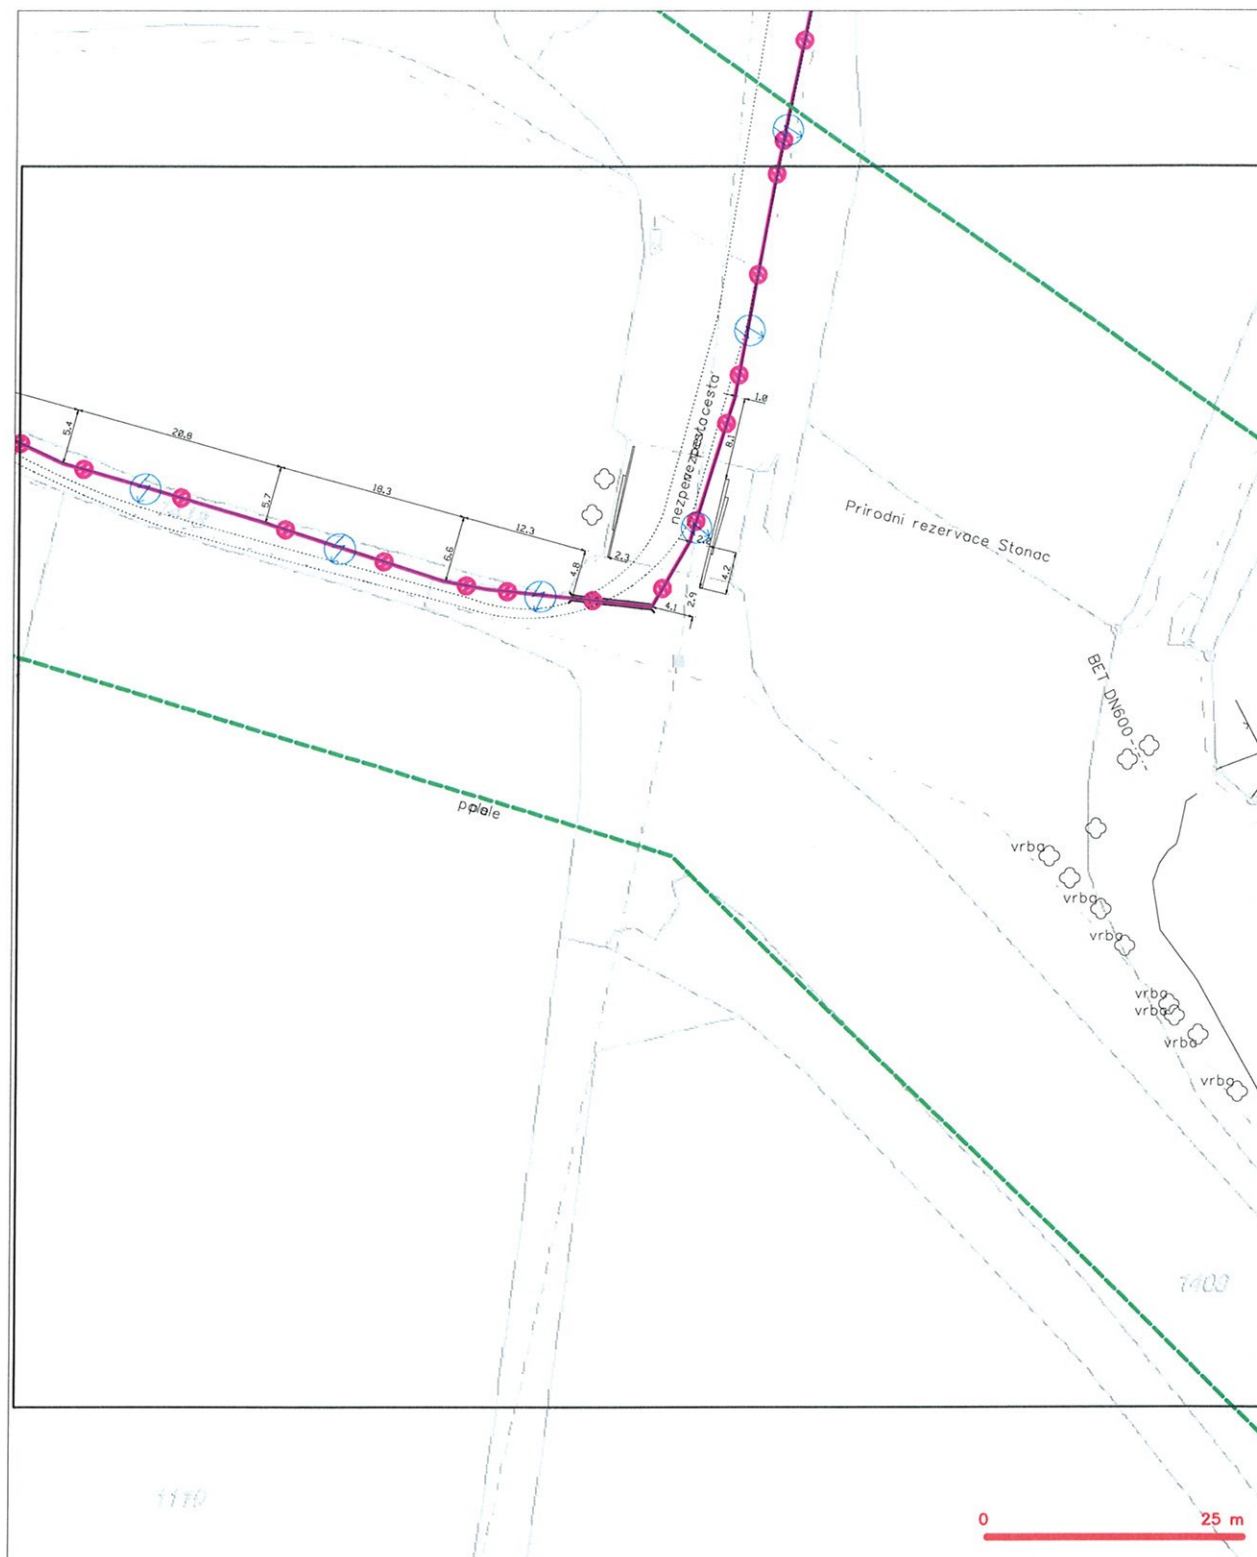 nezpe
cesta
1.0
8.1
5.4
20.8
5.7
18.3
6.6
12.3
4.8
2.3
4.2
2.9
4.1
Prirodni rezervace Stonac
BET DN600
pole
vrba
vrba
vrba
vrba
vrba
vrba
vrba
1409
1110
0 25 m